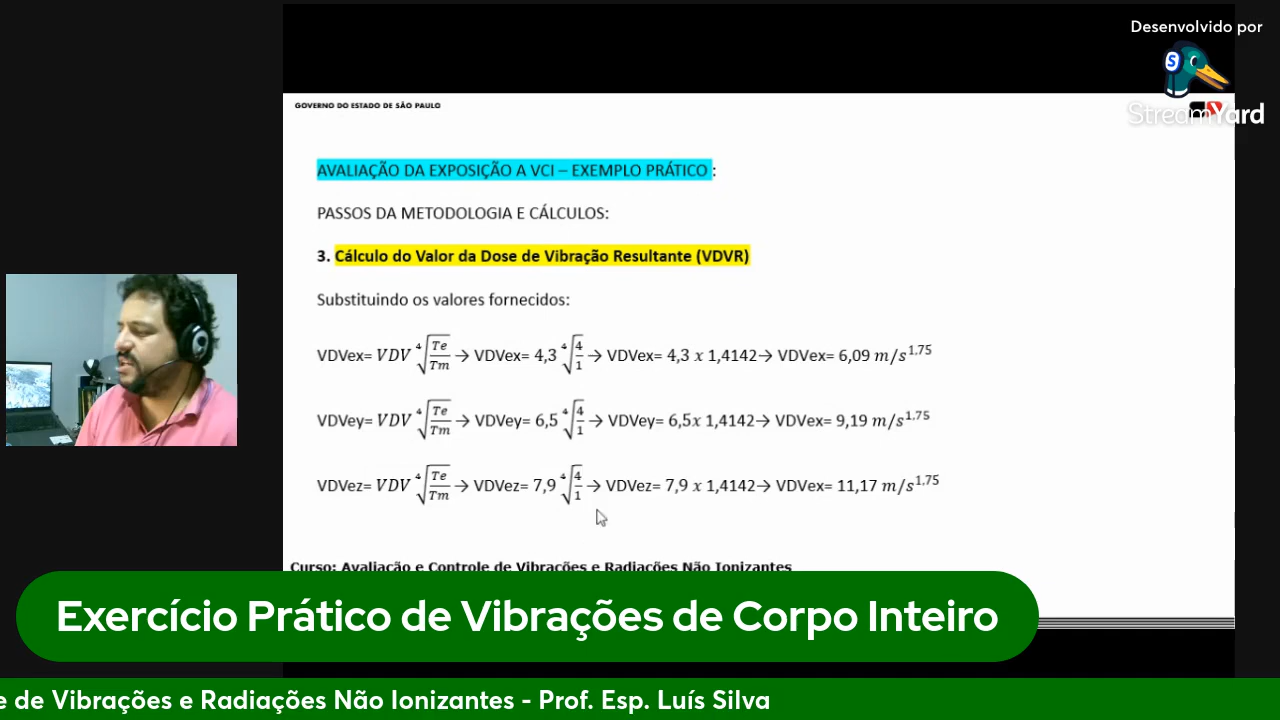 Desenvolvido por
StreamYard
GOVERNO DO ESTADO DE SÃO PAULO
AVALIAÇÃO DA EXPOSIÇÃO A VCI – EXEMPLO PRÁTICO :
PASSOS DA METODOLOGIA E CÁLCULOS:
3. Cálculo do Valor da Dose de Vibração Resultante (VDVR)
Substituindo os valores fornecidos:
VDVex= VDV ⁴√(Te/Tm) → VDVex= 4,3 ⁴√(4/1) → VDVex= 4,3 x 1,4142→ VDVex= 6,09 m/s^1,75
VDVey= VDV ⁴√(Te/Tm) → VDVey= 6,5 ⁴√(4/1) → VDVey= 6,5x 1,4142→ VDVex= 9,19 m/s^1,75
VDVez= VDV ⁴√(Te/Tm) → VDVez= 7,9 ⁴√(4/1) → VDVez= 7,9 x 1,4142→ VDVex= 11,17 m/s^1,75
Curso: Avaliação e Controle de Vibrações e Radiações Não Ionizantes
Exercício Prático de Vibrações de Corpo Inteiro
e de Vibrações e Radiações Não Ionizantes - Prof. Esp. Luís Silva